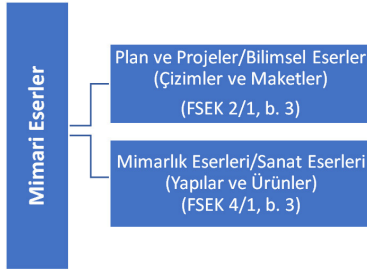 Mimari Eserler
Plan ve Projeler/Bilimsel Eserler
(Çizimler ve Maketler)
(FSEK 2/1, b. 3)
Mimarlık Eserleri/Sanat Eserleri
(Yapılar ve Ürünler)
(FSEK 4/1, b. 3)